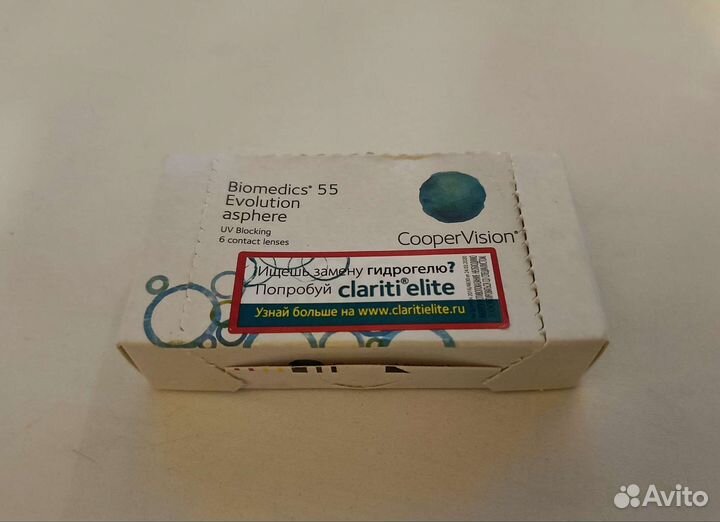 Biomedics® 55
Evolution
asphere
UV Blocking
6 contact lenses
CooperVision®
Ищешь замену гидрогелю?
Попробуй clariti® elite
Узнай больше на www.claritielite.ru
Avito